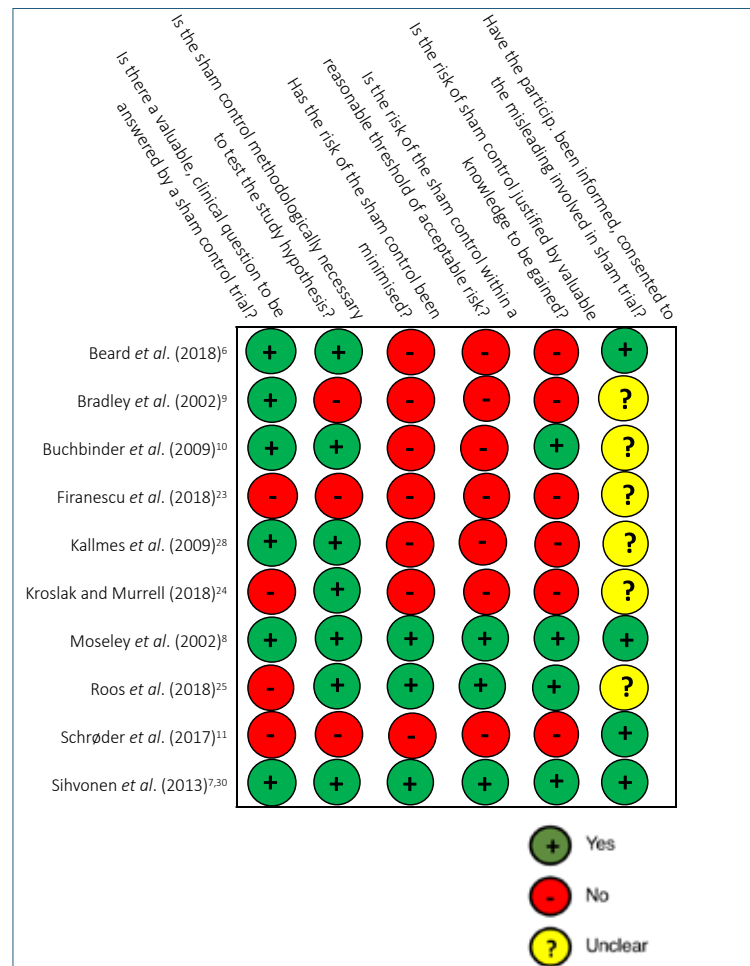 Is there a valuable, clinical question to be
answered by a sham control trial?
Is the sham control methodologically necessary
to test the study hypothesis?
Has the risk of the sham control been
minimised?
Is the risk of the sham control within a
reasonable threshold of acceptable risk?
Is the risk of sham control justified by valuable
knowledge to be gained?
Have the particip. been informed, consented to
the misleading involved in sham trial?
Beard et al. (2018)6 + + - - - +
Bradley et al. (2002)9 + - - - - ?
Buchbinder et al. (2009)10 + + - - + ?
Firanescu et al. (2018)23 - - - - - ?
Kallmes et al. (2009)28 + + - - - ?
Kroslak and Murrell (2018)24 - + - - - ?
Moseley et al. (2002)8 + + + + + +
Roos et al. (2018)25 - + + + + ?
Schrøder et al. (2017)11 - - - - - +
Sihvonen et al. (2013)7,30 + + + + + +
+ Yes
- No
? Unclear